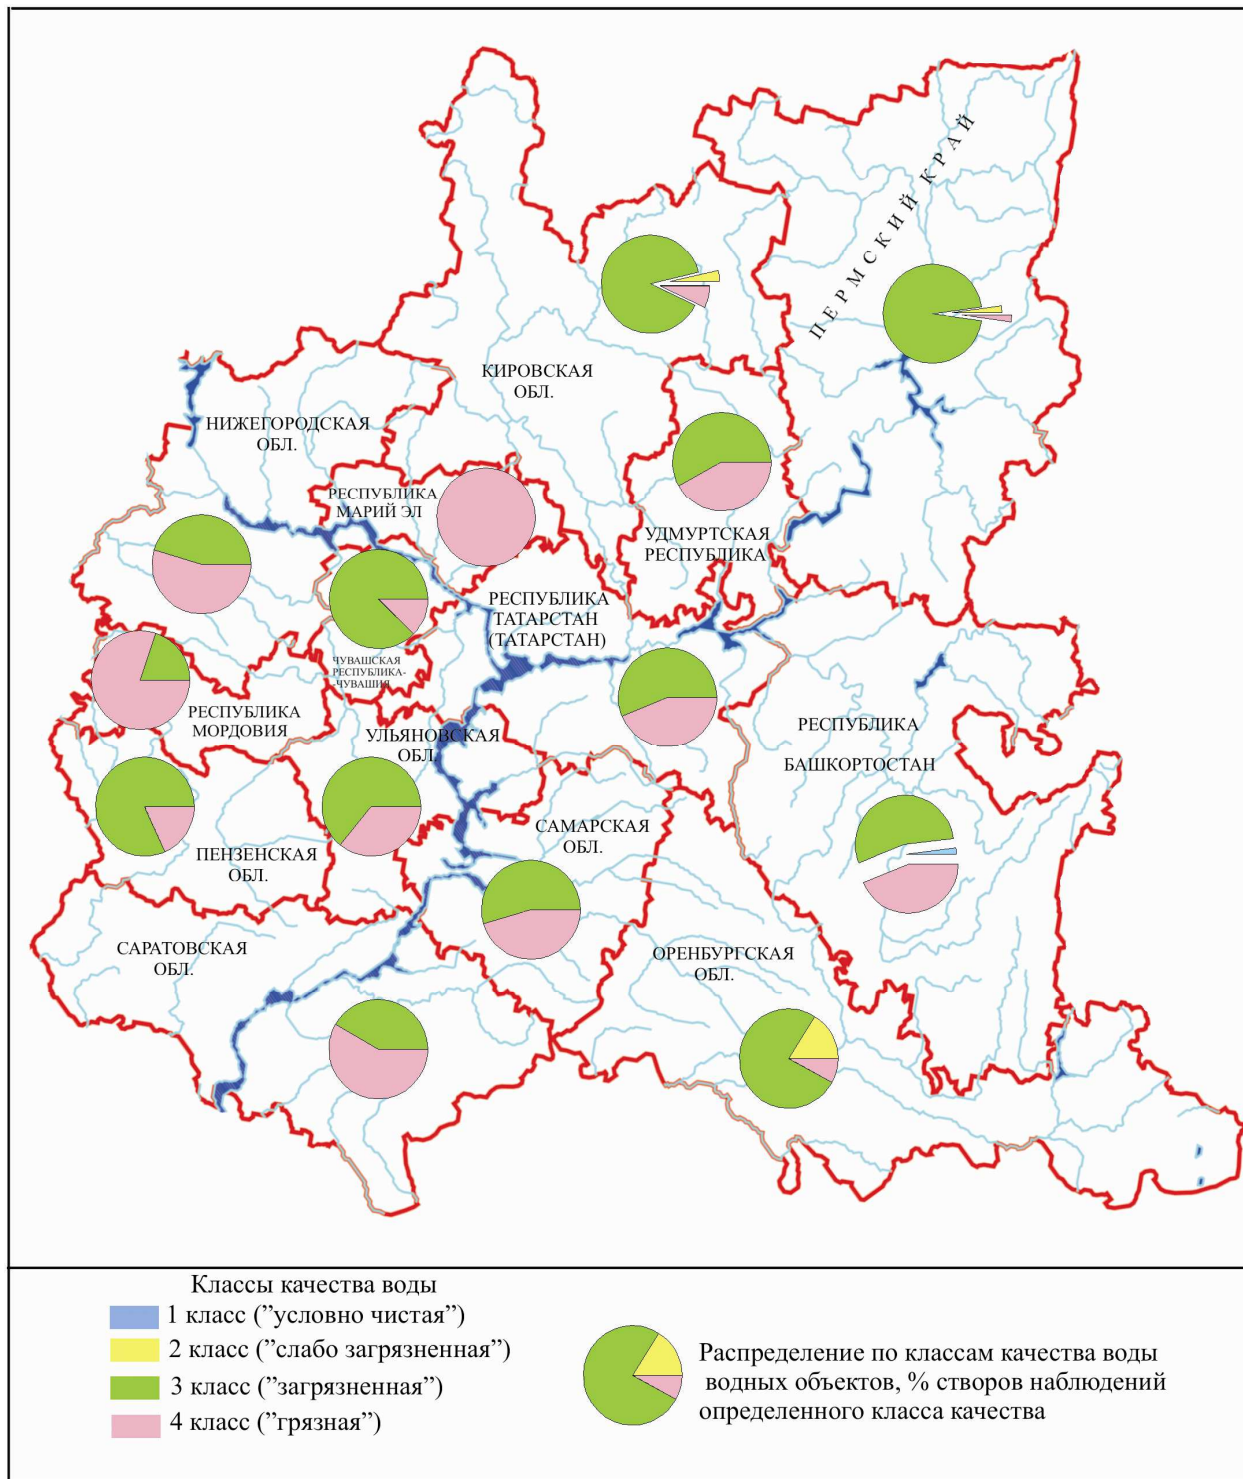 ПЕРМСКИЙ КРАЙ
КИРОВСКАЯ
ОБЛ.
НИЖЕГОРОДСКАЯ
ОБЛ.
РЕСПУБЛИКА
МАРИЙ ЭЛ
УДМУРТСКАЯ
РЕСПУБЛИКА
РЕСПУБЛИКА
ТАТАРСТАН
(ТАТАРСТАН)
ЧУВАШСКАЯ
РЕСПУБЛИКА-
ЧУВАШИЯ
РЕСПУБЛИКА
МОРДОВИЯ
УЛЬЯНОВСКАЯ
ОБЛ.
РЕСПУБЛИКА
БАШКОРТОСТАН
САМАРСКАЯ
ОБЛ.
ПЕНЗЕНСКАЯ
ОБЛ.
САРАТОВСКАЯ
ОБЛ.
ОРЕНБУРГСКАЯ
ОБЛ.
Классы качества воды
1 класс (”условно чистая”)
2 класс (”слабо загрязненная”)
3 класс (”загрязненная”)
4 класс (”грязная”)
Распределение по классам качества воды
водных объектов, % створов наблюдений
определенного класса качества